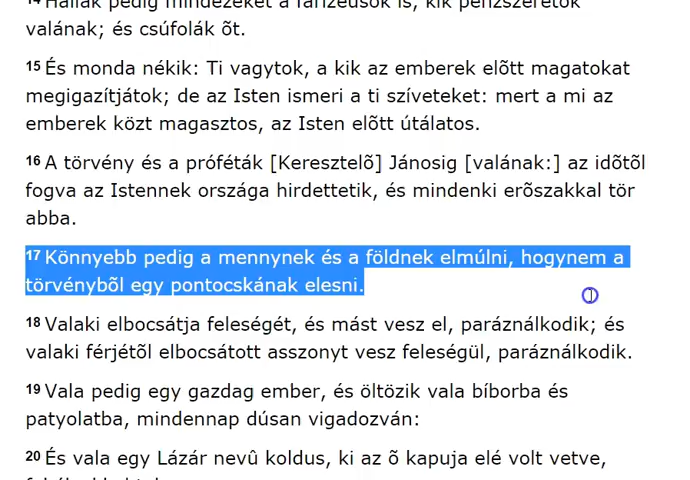 14 Hallák pedig mindezeket a farizeusok is, kik pénzszeretők
valának; és csúfolák õt.
15 És monda nékik: Ti vagytok, a kik az emberek elõtt magatokat
megigazítjátok; de az Isten ismeri a ti szíveteket: mert a mi az
emberek közt magasztos, az Isten elõtt útálatos.
16 A törvény és a próféták [Keresztelõ] Jánosig [valának:] az idõtõl
fogva az Istennek országa hirdettetik, és mindenki erõszakkal tör
abba.
17 Könnyebb pedig a mennynek és a földnek elmúlni, hogynem a
törvénybõl egy pontocskának elesni.
18 Valaki elbocsátja feleségét, és mást vesz el, paráználkodik; és
valaki férjétõl elbocsátott asszonyt vesz feleségül, paráználkodik.
19 Vala pedig egy gazdag ember, és öltözik vala bíborba és
patyolatba, mindennap dúsan vigadozván:
20 És vala egy Lázár nevû koldus, ki az õ kapuja elé volt vetve,